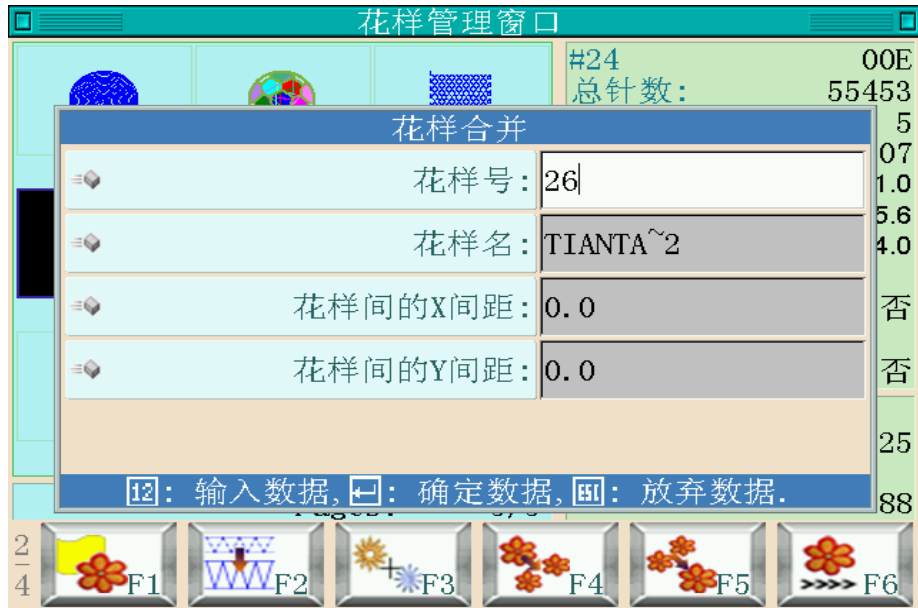 花样管理窗口
#24 00E
总针数: 55453
5
07
花样合并
花样号: 26
1.0
5.6
花样名: TIANTA~2
4.0
花样间的X间距: 0.0
否
花样间的Y间距: 0.0
否
25
12: 输入数据, : 确定数据, ESC: 放弃数据.
88
2
4
F1 F2 F3 F4 F5 F6